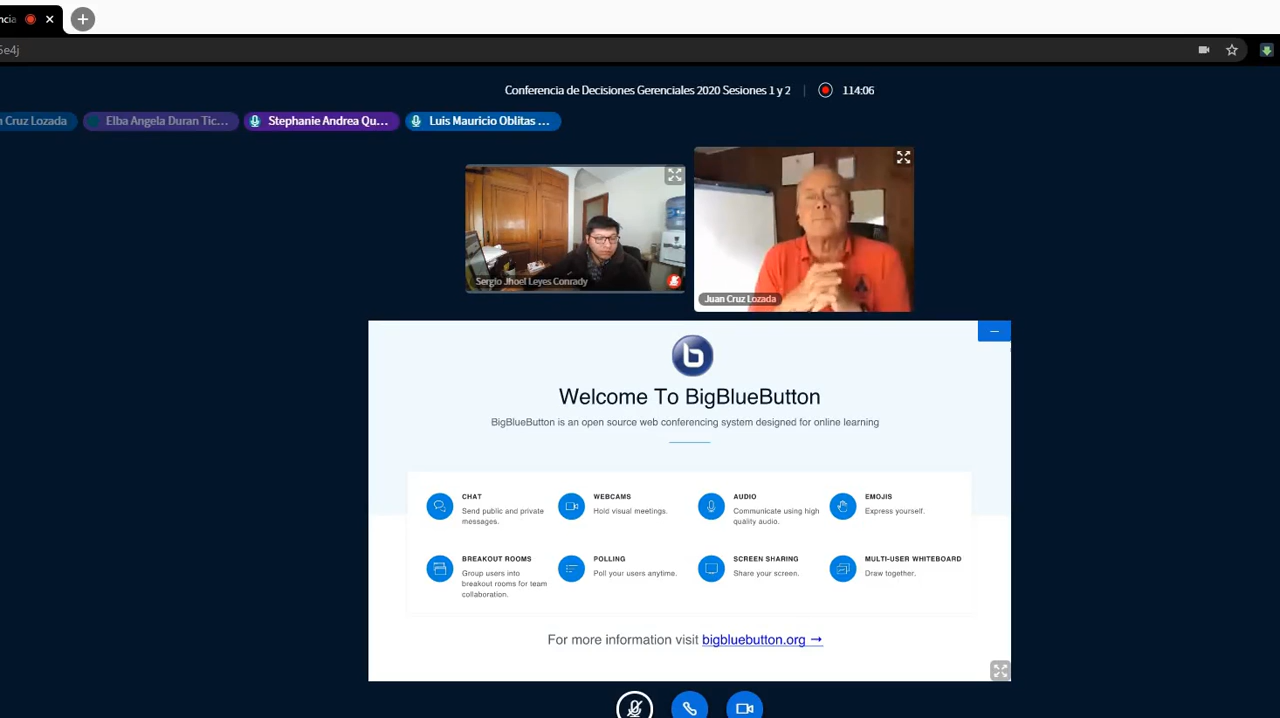 ncia
5e4j
Conferencia de Decisiones Gerenciales 2020 Sesiones 1 y 2 | 114:06
n Cruz Lozada
Elba Angela Duran Tic...
Stephanie Andrea Qu...
Luis Mauricio Oblitas ...
Sergio Jhoel Leyes Conrady
Juan Cruz Lozada
b
Welcome To BigBlueButton
BigBlueButton is an open source web conferencing system designed for online learning
CHAT
Send public and private
messages.
WEBCAMS
Hold visual meetings.
AUDIO
Communicate using high
quality audio.
EMOJIS
Express yourself.
BREAKOUT ROOMS
Group users into
breakout rooms for team
collaboration.
POLLING
Poll your users anytime.
SCREEN SHARING
Share your screen.
MULTI-USER WHITEBOARD
Draw together.
For more information visit bigbluebutton.org →